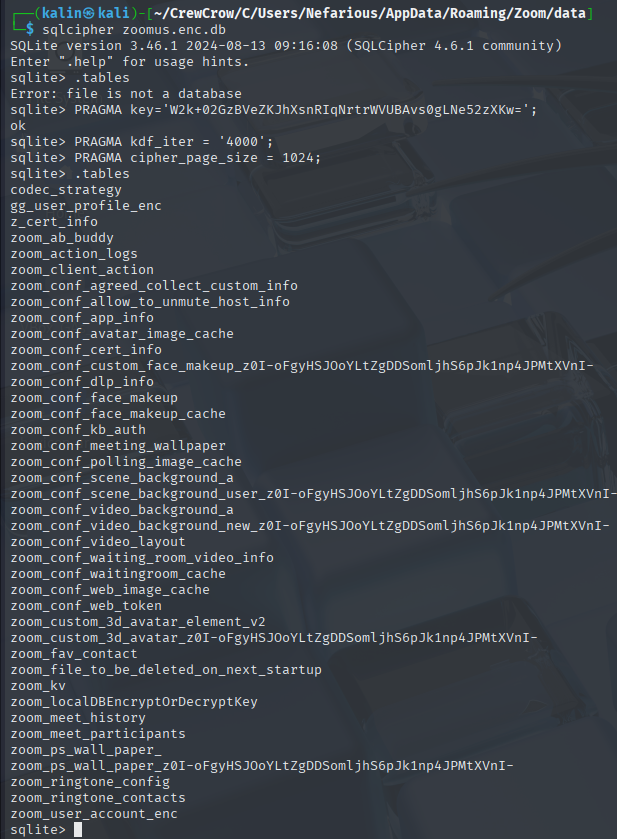 ┌──(kalin㉿kali)-[~/CrewCrow/C/Users/Nefarious/AppData/Roaming/Zoom/data]
└─$ sqlcipher zoomus.enc.db
SQLite version 3.46.1 2024-08-13 09:16:08 (SQLCipher 4.6.1 community)
Enter ".help" for usage hints.
sqlite> .tables
Error: file is not a database
sqlite> PRAGMA key='W2k+02GzBVeZKJhXsnRIqNrtrWVUBAvs0gLNe52zXKw=';
ok
sqlite> PRAGMA kdf_iter = '4000';
sqlite> PRAGMA cipher_page_size = 1024;
sqlite> .tables
codec_strategy
gg_user_profile_enc
z_cert_info
zoom_ab_buddy
zoom_action_logs
zoom_client_action
zoom_conf_agreed_collect_custom_info
zoom_conf_allow_to_unmute_host_info
zoom_conf_app_info
zoom_conf_avatar_image_cache
zoom_conf_cert_info
zoom_conf_custom_face_makeup_z0I-oFgyHSJOoYLtZgDDSomljhS6pJk1np4JPMtXVnI-
zoom_conf_dlp_info
zoom_conf_face_makeup
zoom_conf_face_makeup_cache
zoom_conf_kb_auth
zoom_conf_meeting_wallpaper
zoom_conf_polling_image_cache
zoom_conf_scene_background_a
zoom_conf_scene_background_user_z0I-oFgyHSJOoYLtZgDDSomljhS6pJk1np4JPMtXVnI-
zoom_conf_video_background_a
zoom_conf_video_background_new_z0I-oFgyHSJOoYLtZgDDSomljhS6pJk1np4JPMtXVnI-
zoom_conf_video_layout
zoom_conf_waiting_room_video_info
zoom_conf_waitingroom_cache
zoom_conf_web_image_cache
zoom_conf_web_token
zoom_custom_3d_avatar_element_v2
zoom_custom_3d_avatar_z0I-oFgyHSJOoYLtZgDDSomljhS6pJk1np4JPMtXVnI-
zoom_fav_contact
zoom_file_to_be_deleted_on_next_startup
zoom_kv
zoom_localDBEncryptOrDecryptKey
zoom_meet_history
zoom_meet_participants
zoom_ps_wall_paper_
zoom_ps_wall_paper_z0I-oFgyHSJOoYLtZgDDSomljhS6pJk1np4JPMtXVnI-
zoom_ringtone_config
zoom_ringtone_contacts
zoom_user_account_enc
sqlite>